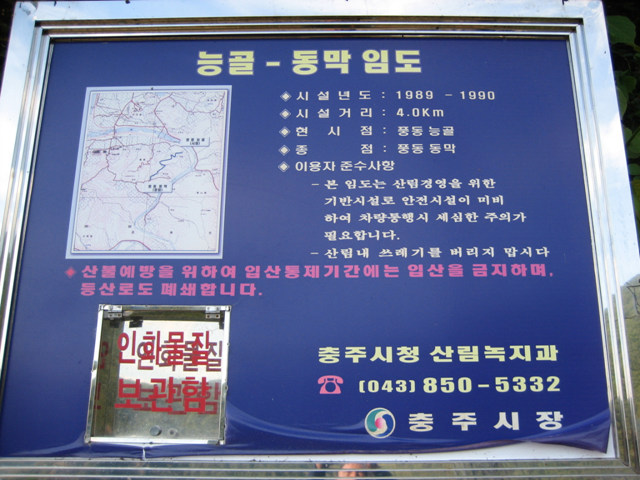 능골 - 동막 임도
◈ 시 설 년 도 : 1989 - 1990
◈ 시 설 거 리 : 4.0Km
◈ 현 시 점 : 풍동 능골
◈ 종 점 : 풍동 동막
◈ 이용자 준수사항
- 본 임도는 산림경영을 위한
기반시설로 안전시설이 미비
하여 차량통행시 세심한 주의가
필요합니다.
- 산림내 쓰레기를 버리지 맙시다
◈ 산불예방을 위하여 입산통제기간에는 입산을 금지하며,
등산로도 폐쇄합니다.
인화물질
보관함
충주시청 산림녹지과
☎ (043) 850-5332
충 주 시 장